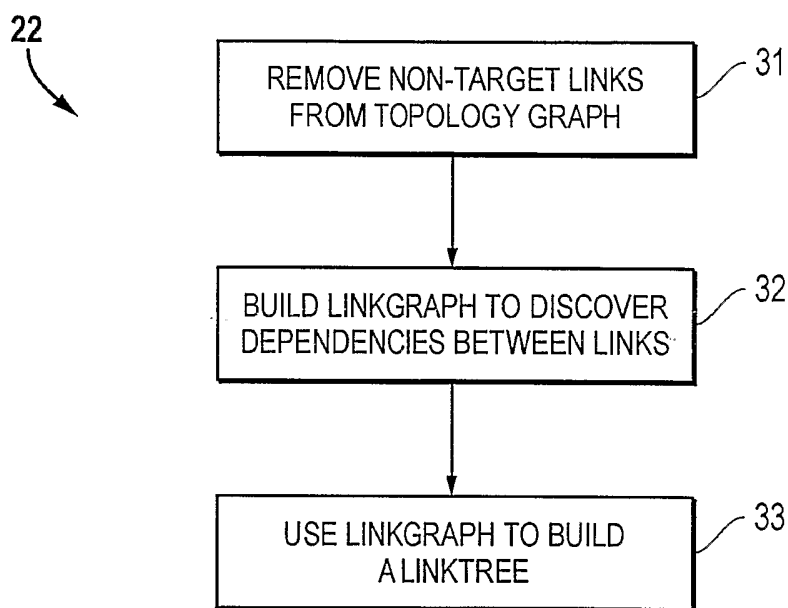 22
REMOVE NON-TARGET LINKS
FROM TOPOLOGY GRAPH
31
BUILD LINKGRAPH TO DISCOVER
DEPENDENCIES BETWEEN LINKS
32
USE LINKGRAPH TO BUILD
A LINKTREE
33